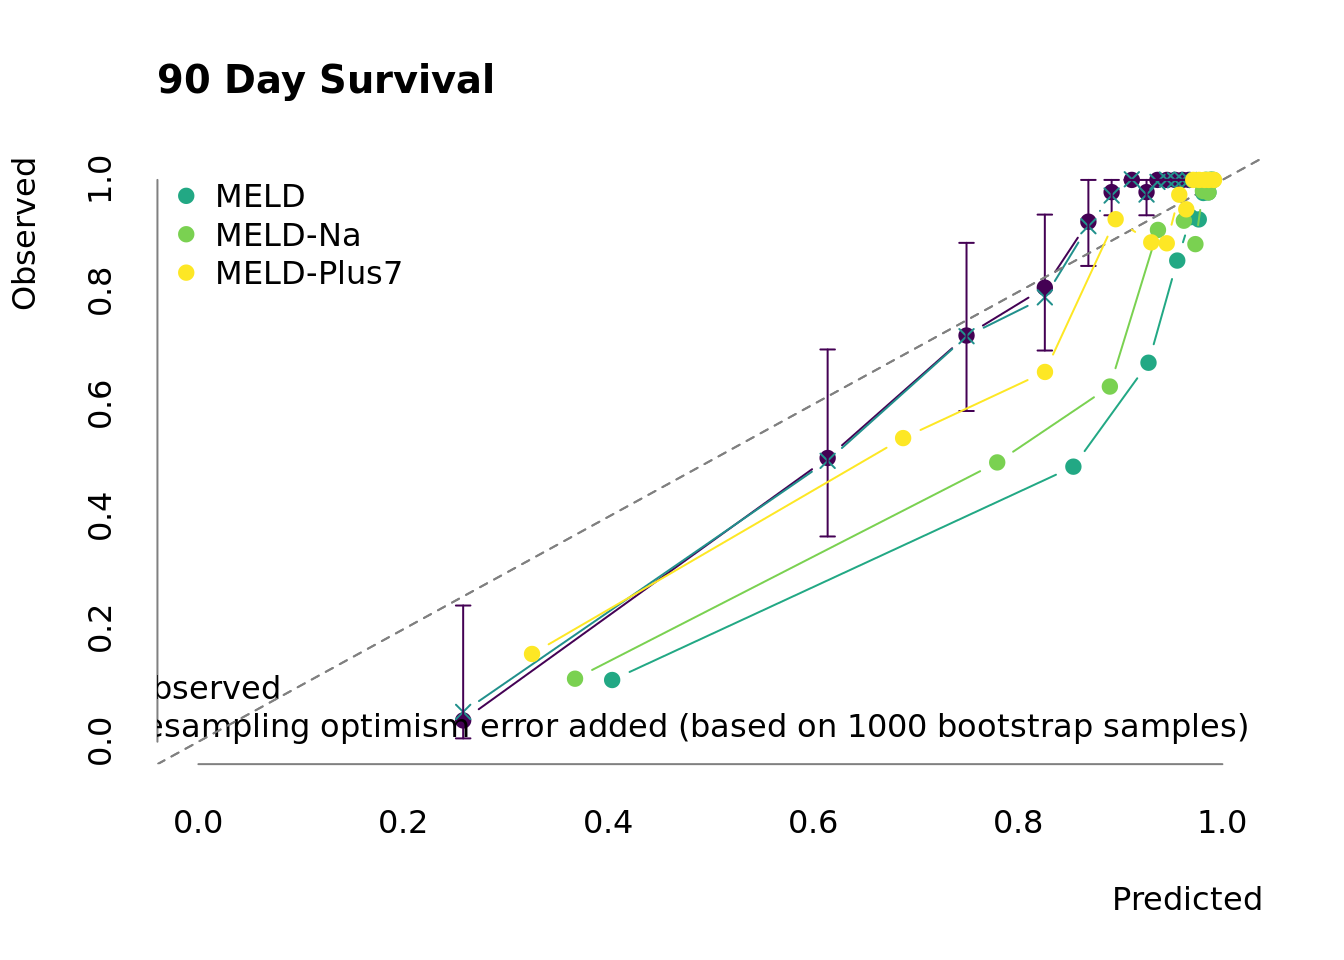 90 Day Survival
Observed
1.0
0.8
0.6
0.4
0.2
0.0
MELD
MELD-Na
MELD-Plus7
bserved
esampling optimism error added (based on 1000 bootstrap samples)
0.0 0.2 0.4 0.6 0.8 1.0
Predicted